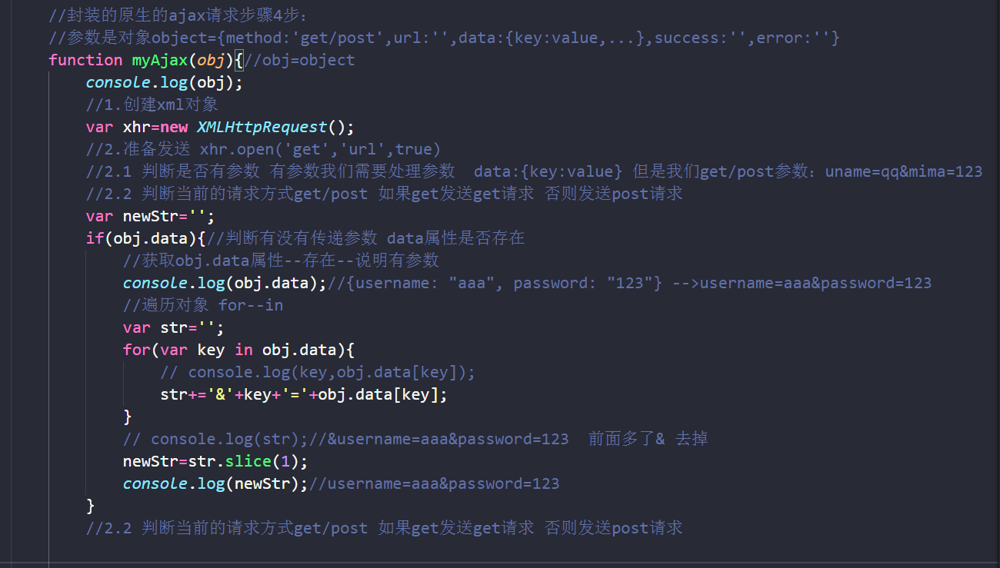 //封装的原生的ajax请求步骤4步：
//参数是对象object={method:'get/post',url:'',data:{key:value,...},success:'',error:''}
function myAjax(obj){//obj=object
console.log(obj);
//1.创建xml对象
var xhr=new XMLHttpRequest();
//2.准备发送 xhr.open('get','url',true)
//2.1 判断是否有参数 有参数我们需要处理参数  data:{key:value} 但是我们get/post参数：uname=qq&mima=123
//2.2 判断当前的请求方式get/post 如果get发送get请求 否则发送post请求
var newStr='';
if(obj.data){//判断有没有传递参数 data属性是否存在
//获取obj.data属性--存在--说明有参数
console.log(obj.data);//{username: "aaa", password: "123"} -->username=aaa&password=123
//遍历对象 for--in
var str='';
for(var key in obj.data){
// console.log(key,obj.data[key]);
str+='&'+key+'='+obj.data[key];
}
// console.log(str);//&username=aaa&password=123  前面多了& 去掉
newStr=str.slice(1);
console.log(newStr);//username=aaa&password=123
}
//2.2 判断当前的请求方式get/post 如果get发送get请求 否则发送post请求